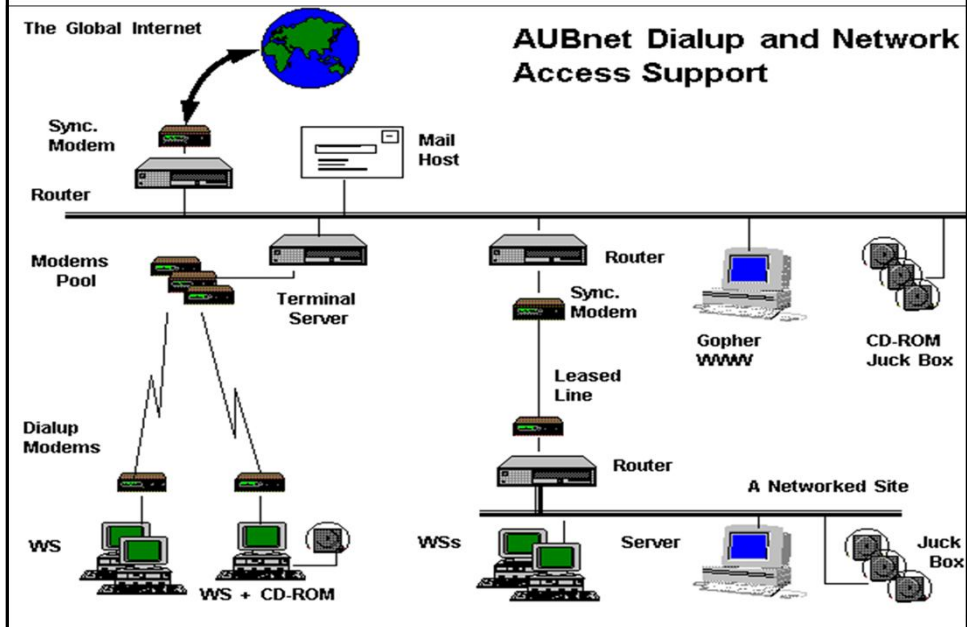 The Global Internet
AUBnet Dialup and Network
Access Support
Sync.
Modem
Mail
Host
Router
Modems
Pool
Terminal
Server
Router
Sync.
Modem
Gopher
WWW
CD-ROM
Juck Box
Leased
Line
Dialup
Modems
Router
A Networked Site
WS
WS + CD-ROM
WSs
Server
Juck
Box